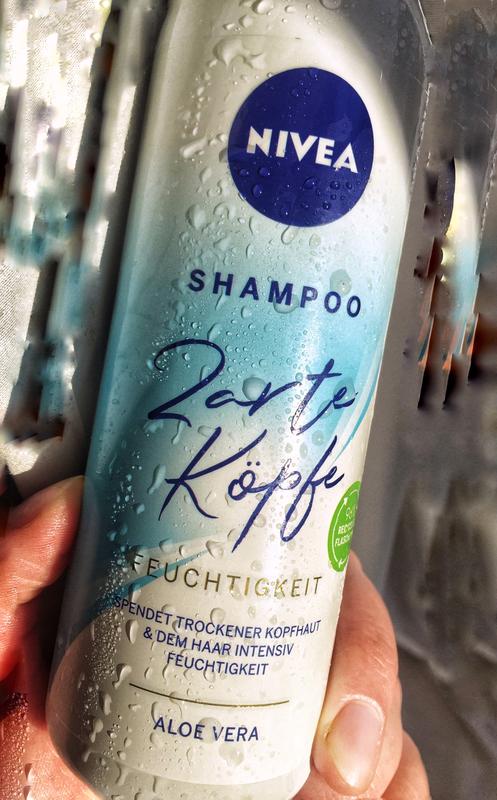 NIVEA
SHAMPOO
Zarte
Köpfe
FEUCHTIGKEIT
SPENDET TROCKENER KOPFHAUT
& DEM HAAR INTENSIV
FEUCHTIGKEIT
ALOE VERA